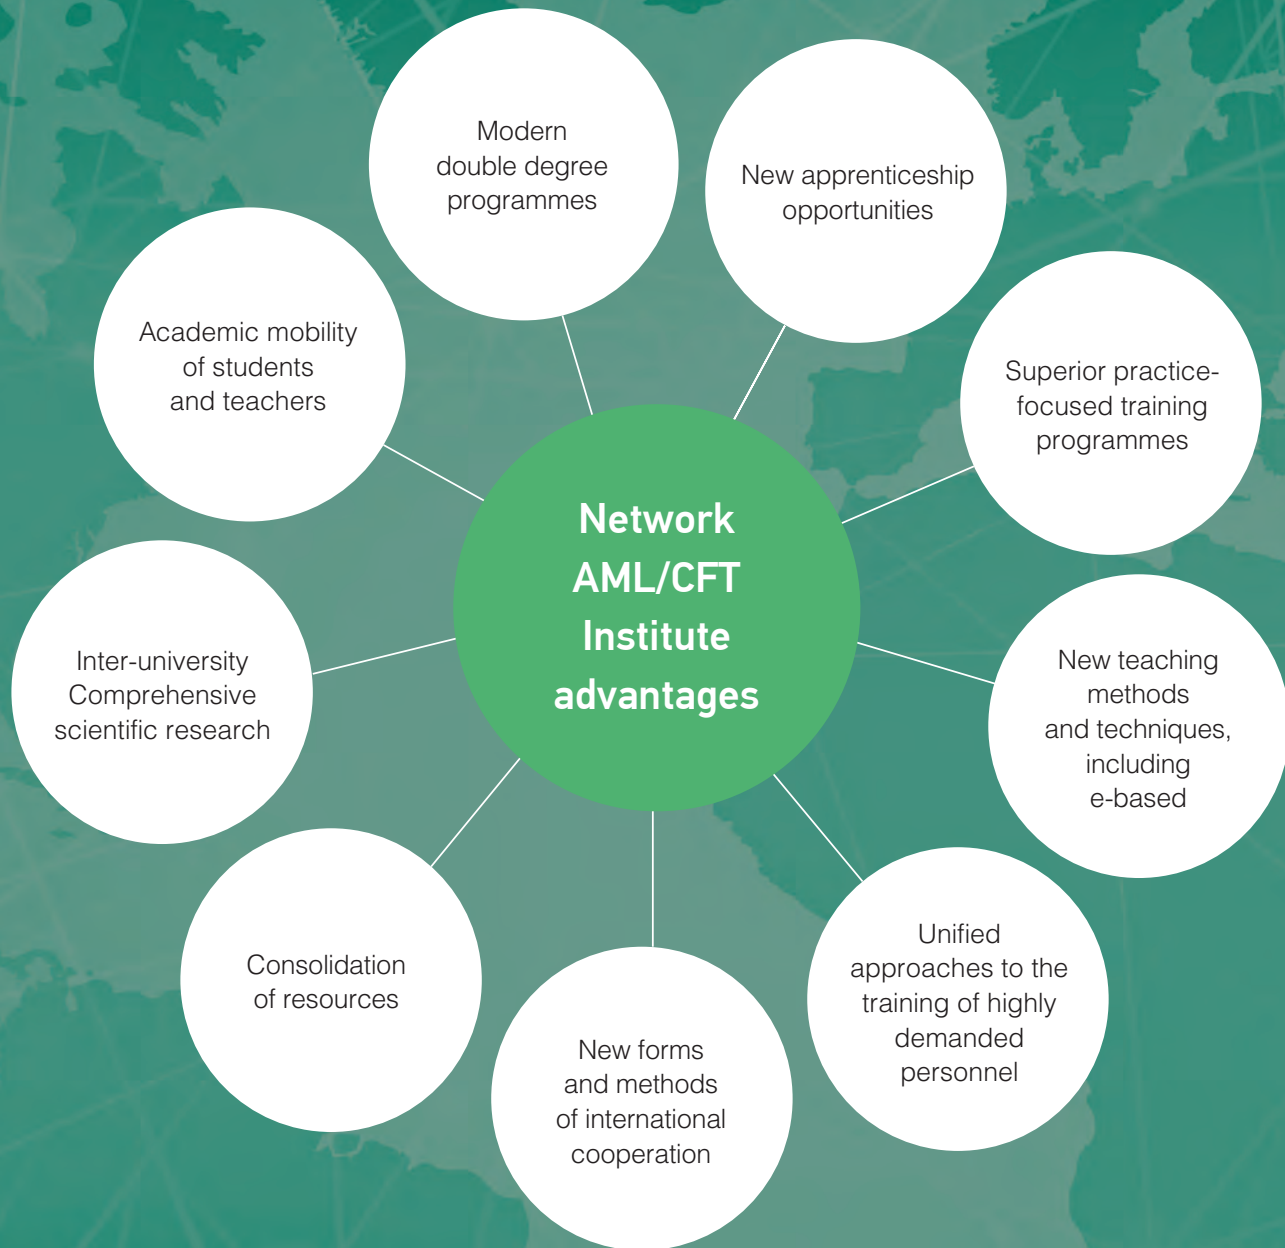 Modern
double degree
programmes
New apprenticeship
opportunities
Superior practice-
focused training
programmes
New teaching
methods
and techniques,
including
e-based
Unified
approaches to the
training of highly
demanded
personnel
New forms
and methods
of international
cooperation
Consolidation
of resources
Inter-university
Comprehensive
scientific research
Academic mobility
of students
and teachers
Network
AML/CFT
Institute
advantages